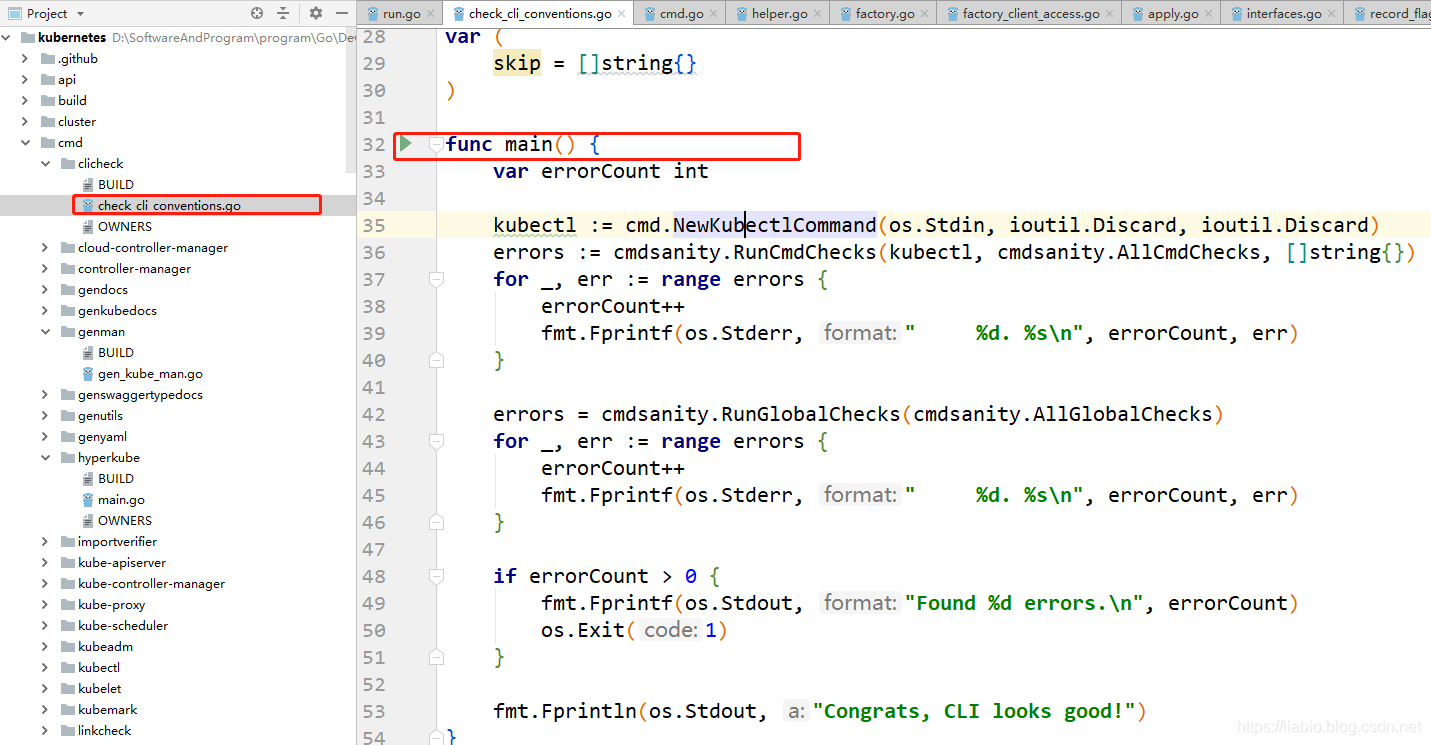 Project
kubernetes D:\SoftwareAndProgram\program\Go\De
.github
api
build
cluster
cmd
clicheck
BUILD
check_cli_conventions.go
OWNERS
cloud-controller-manager
controller-manager
gendocs
genkubedocs
genman
BUILD
gen_kube_man.go
genswaggertypedocs
genutils
genyaml
hyperkube
BUILD
main.go
OWNERS
importverifier
kube-apiserver
kube-controller-manager
kube-proxy
kube-scheduler
kubeadm
kubectl
kubelet
kubemark
linkcheck
run.go check_cli_conventions.go cmd.go helper.go factory.go factory_client_access.go apply.go interfaces.go record_fla
28 var (
29 skip = []string{}
30 )
31
32 func main() {
33 var errorCount int
34
35 kubectl := cmd.NewKubectlCommand(os.Stdin, ioutil.Discard, ioutil.Discard)
36 errors := cmdsanity.RunCmdChecks(kubectl, cmdsanity.AllCmdChecks, []string{})
37 for _, err := range errors {
38 errorCount++
39 fmt.Fprintf(os.Stderr, format: "     %d. %s\n", errorCount, err)
40 }
41
42 errors = cmdsanity.RunGlobalChecks(cmdsanity.AllGlobalChecks)
43 for _, err := range errors {
44 errorCount++
45 fmt.Fprintf(os.Stderr, format: "     %d. %s\n", errorCount, err)
46 }
47
48 if errorCount > 0 {
49 fmt.Fprintf(os.Stdout, format: "Found %d errors.\n", errorCount)
50 os.Exit( code: 1)
51 }
52
53 fmt.Fprintln(os.Stdout, a: "Congrats, CLI looks good!")
54 }
https://liabio.blog.csdn.net